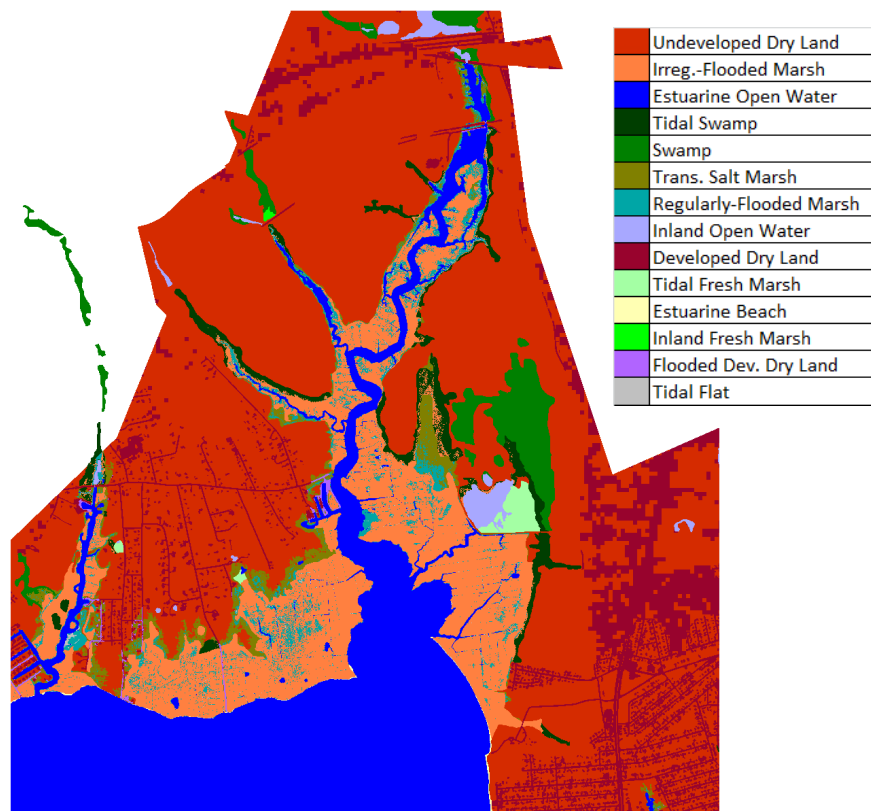 Undeveloped Dry Land
Irreg.-Flooded Marsh
Estuarine Open Water
Tidal Swamp
Swamp
Trans. Salt Marsh
Regularly-Flooded Marsh
Inland Open Water
Developed Dry Land
Tidal Fresh Marsh
Estuarine Beach
Inland Fresh Marsh
Flooded Dev. Dry Land
Tidal Flat